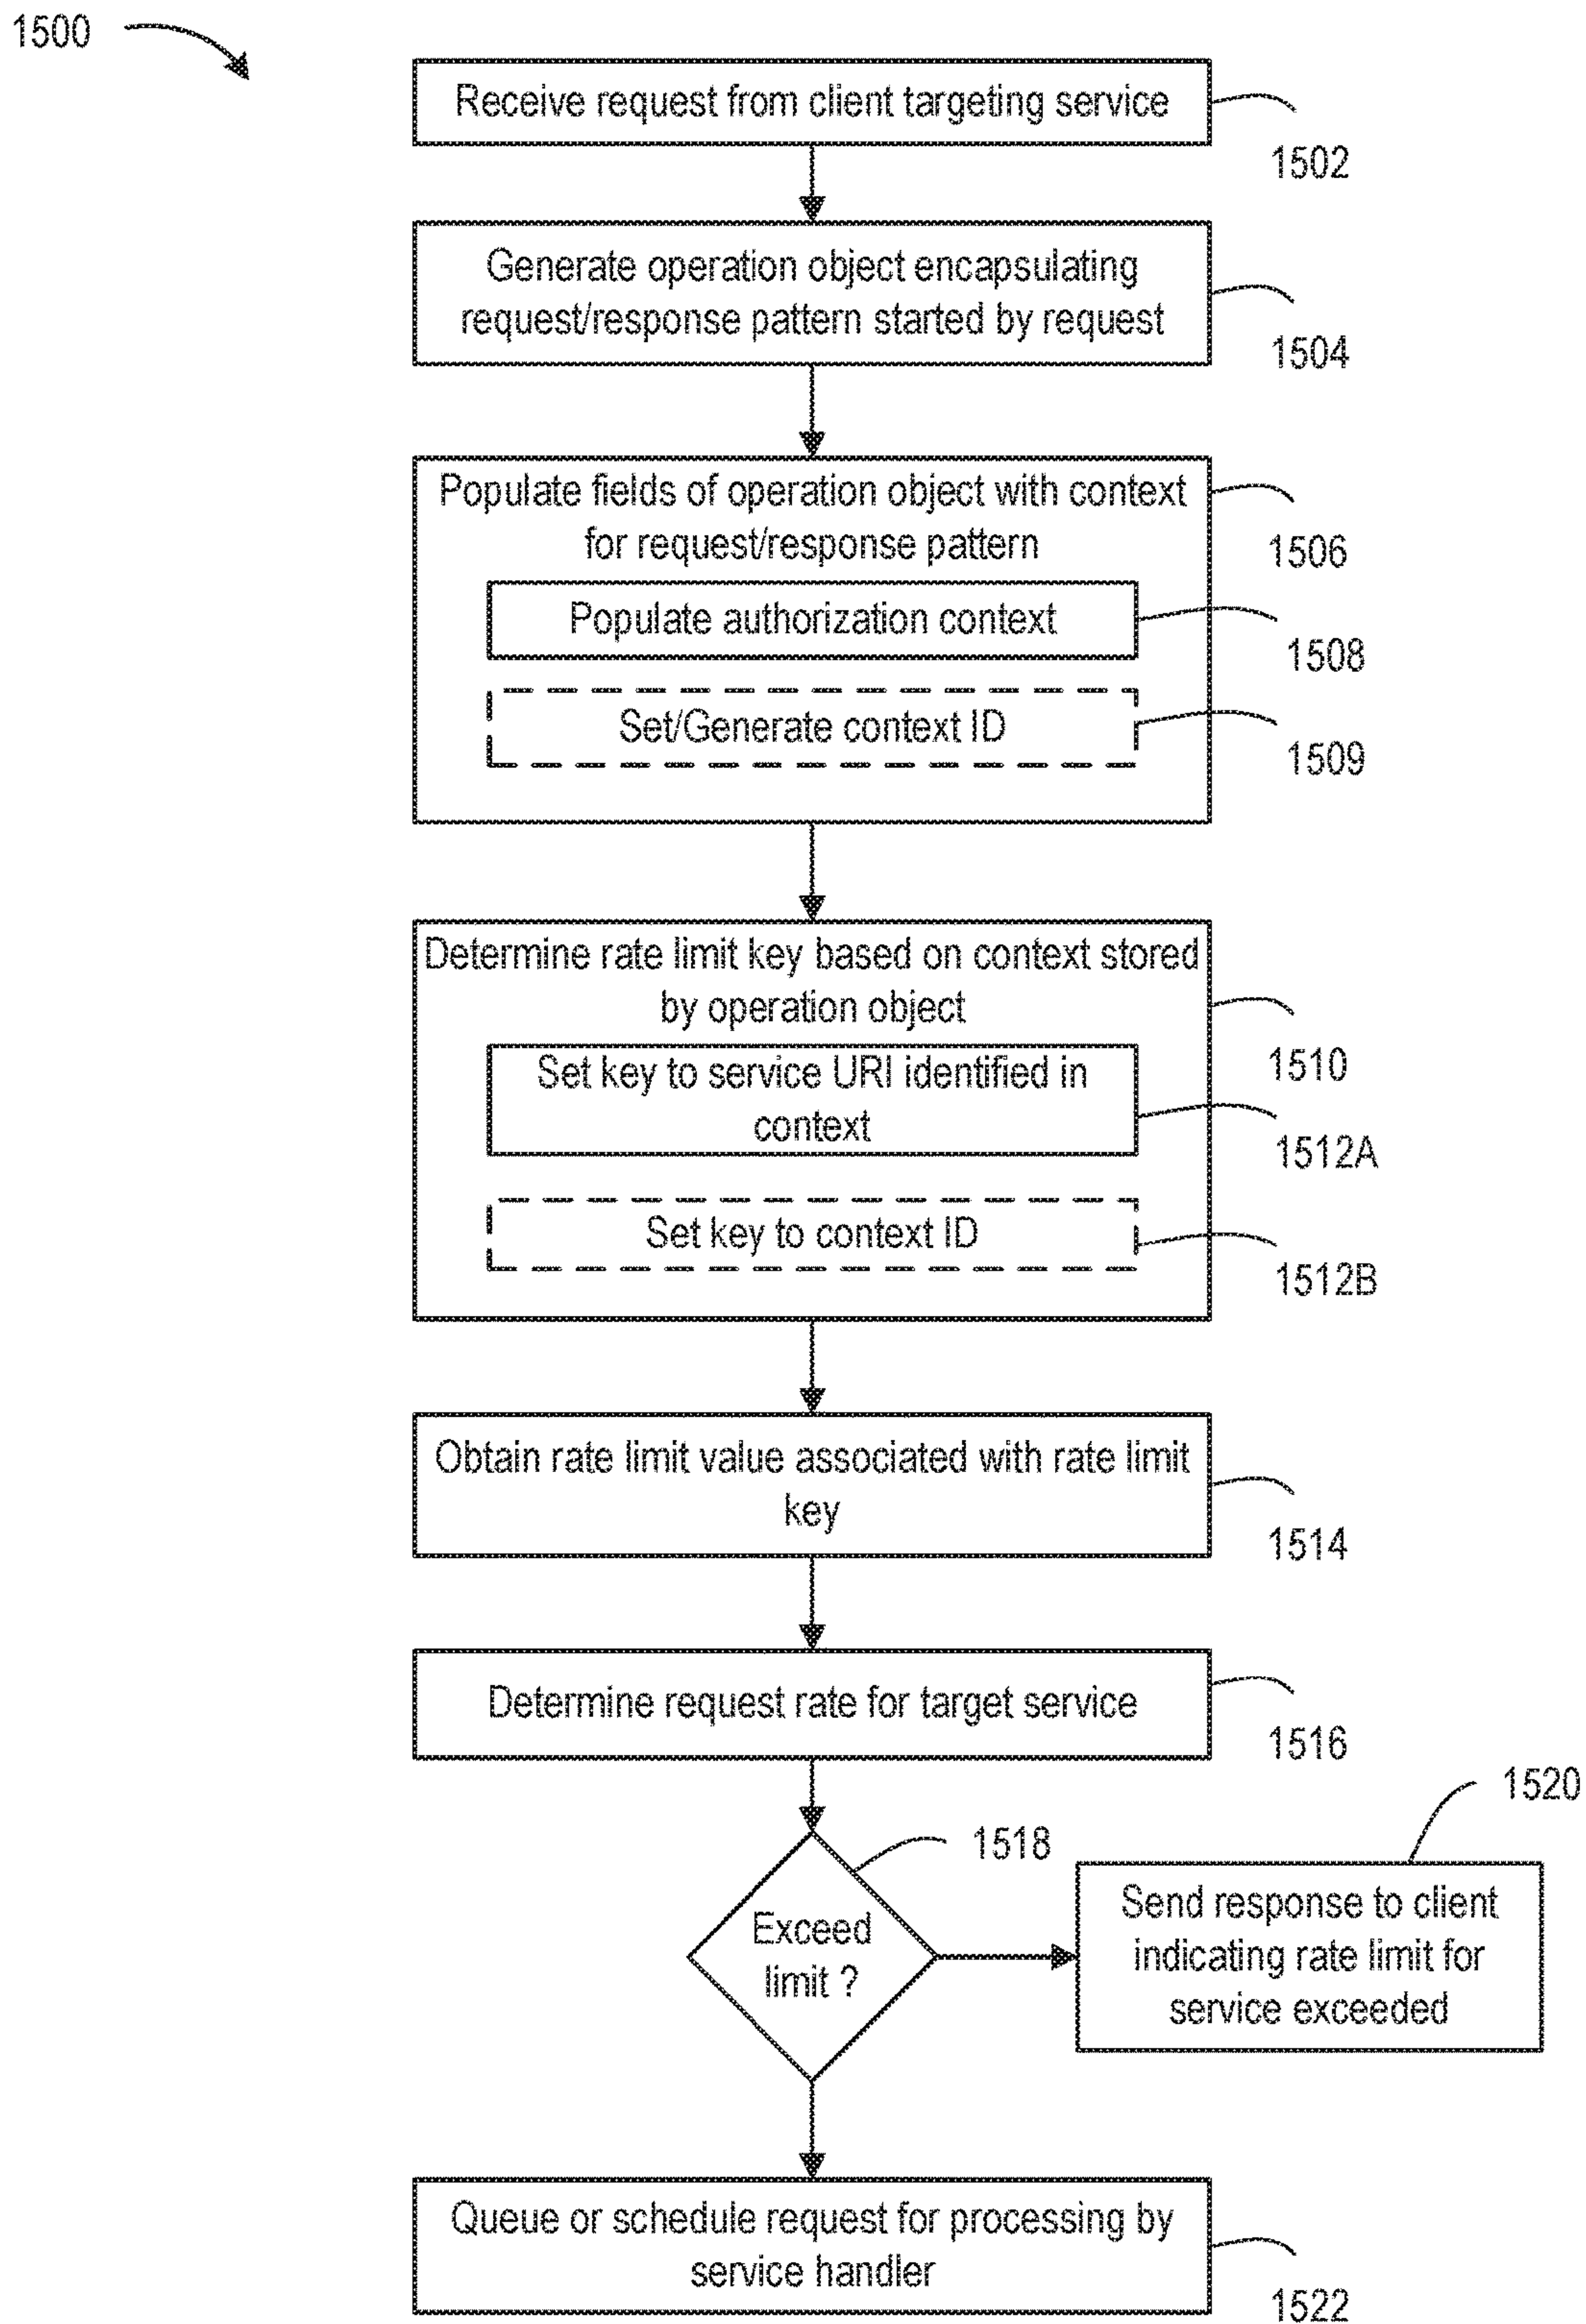 1500
Receive request from client targeting service
1502
Generate operation object encapsulating
request/response pattern started by request
1504
Populate fields of operation object with context
for request/response pattern
1506
Populate authorization context
1508
Set/Generate context ID
1509
Determine rate limit key based on context stored
by operation object
1510
Set key to service URI identified in
context
1512A
Set key to context ID
1512B
Obtain rate limit value associated with rate limit
key
1514
Determine request rate for target service
1516
1518
Exceed
limit ?
1520
Send response to client
indicating rate limit for
service exceeded
Queue or schedule request for processing by
service handler
1522